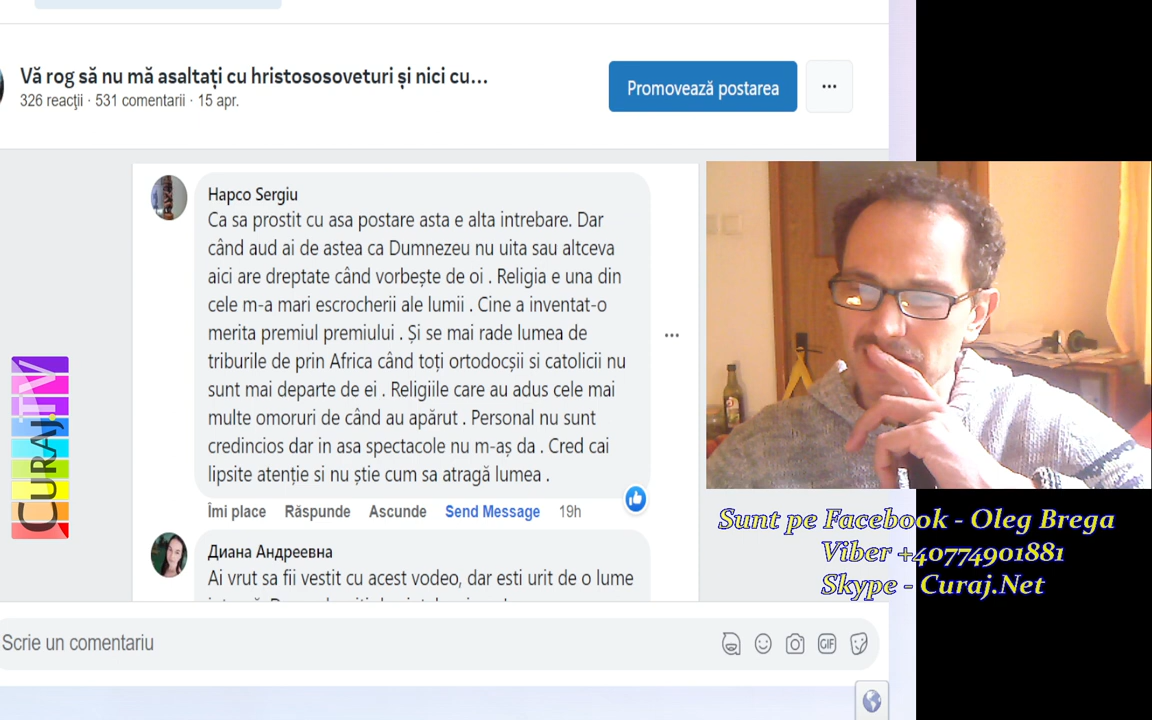 Vă rog să nu mă asaltați cu hristososoveturi și nici cu...
326 reacții · 531 comentarii · 15 apr.
Promovează postarea
Hapco Sergiu
Ca sa prostit cu asa postare asta e alta intrebare. Dar
când aud ai de astea ca Dumnezeu nu uita sau altceva
aici are dreptate când vorbește de oi . Religia e una din
cele m-a mari escrocherii ale lumii . Cine a inventat-o
merita premiul premiului . Și se mai rade lumea de
triburile de prin Africa când toți ortodocșii si catolicii nu
sunt mai departe de ei . Religiile care au adus cele mai
multe omoruri de când au apărut . Personal nu sunt
credincios dar in asa spectacole nu m-aș da . Cred cai
lipsite atenție si nu știe cum sa atragă lumea .
Îmi place Răspunde Ascunde Send Message 19h
Диана Андреевна
Ai vrut sa fii vestit cu acest vodeo, dar esti urit de o lume
Scrie un comentariu
GIF
CURAJ.TV
Sunt pe Facebook - Oleg Brega
Viber +40774901881
Skype - Curaj.Net